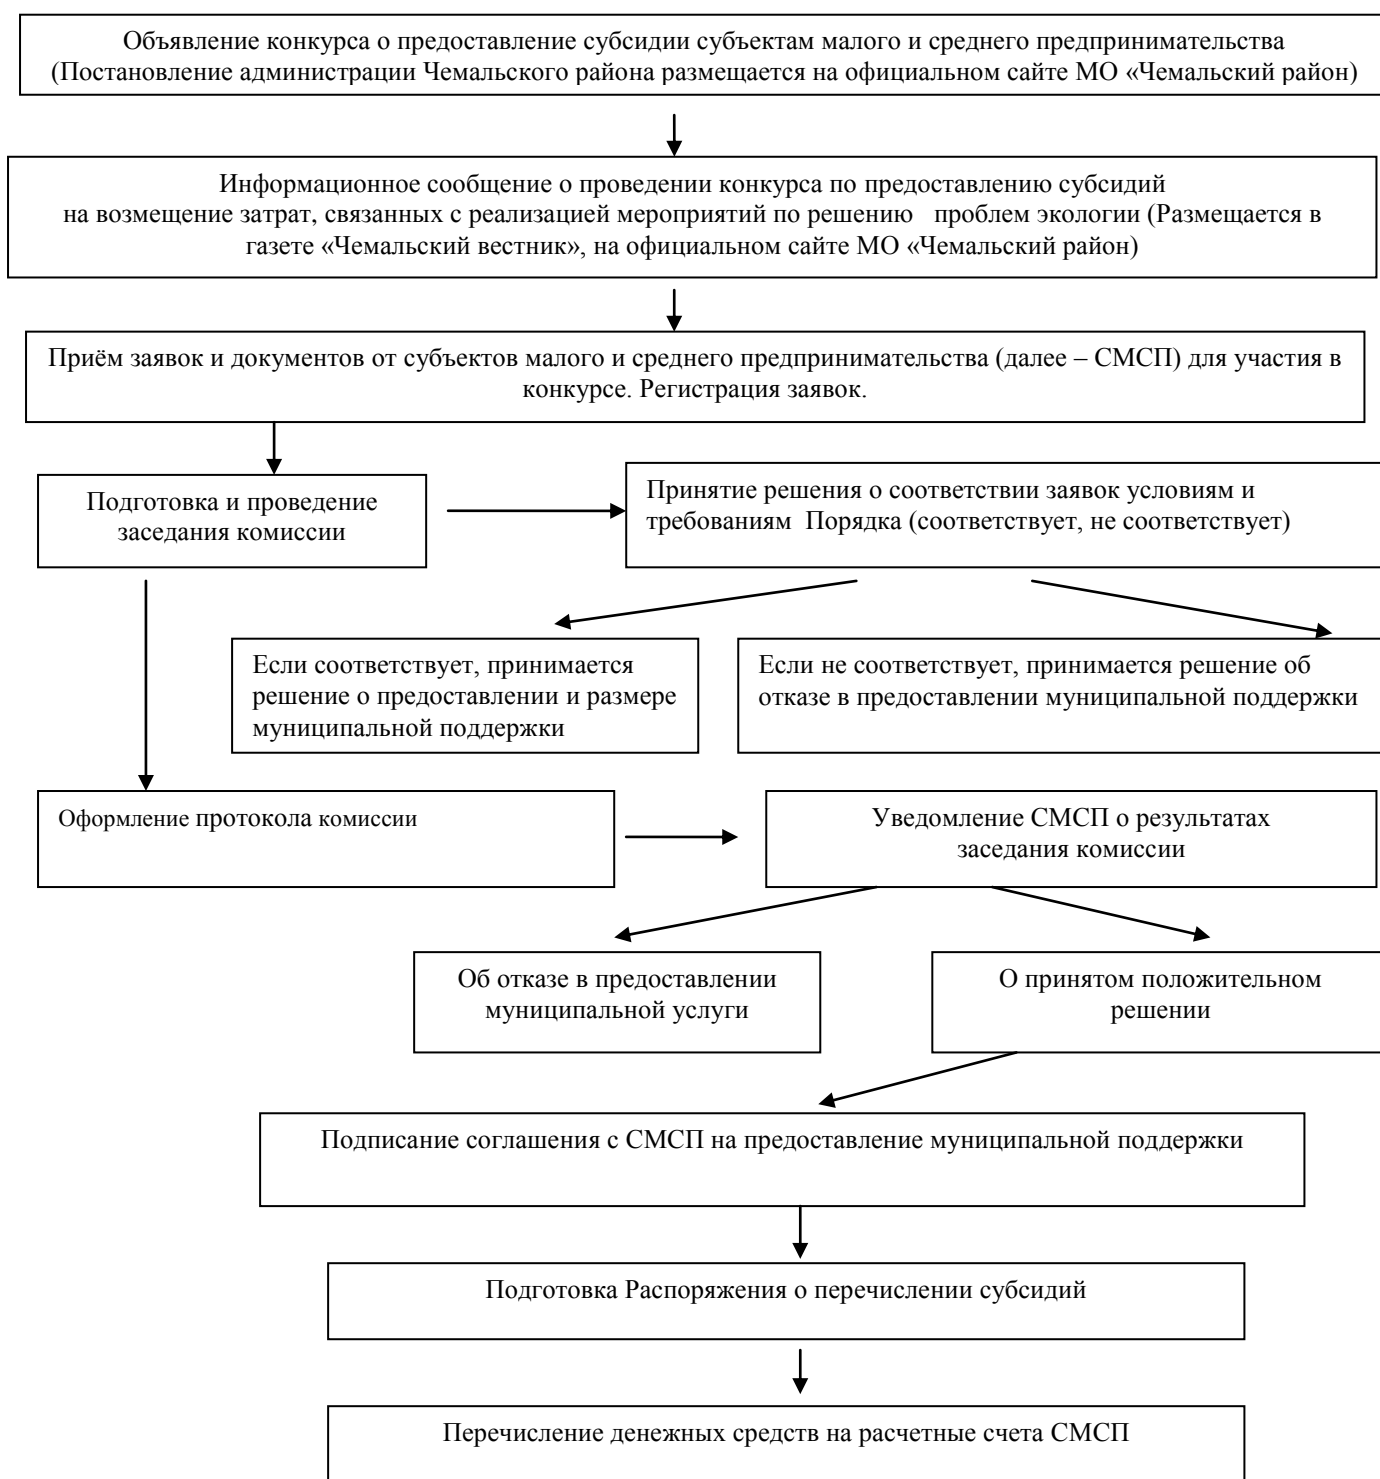 Объявление конкурса о предоставление субсидии субъектам малого и среднего предпринимательства
(Постановление администрации Чемальского района размещается на официальном сайте МО «Чемальский район)
Информационное сообщение о проведении конкурса по предоставлению субсидий
на возмещение затрат, связанных с реализацией мероприятий по решению проблем экологии (Размещается в
газете «Чемальский вестник», на официальном сайте МО «Чемальский район)
Приём заявок и документов от субъектов малого и среднего предпринимательства (далее – СМСП) для участия в
конкурсе. Регистрация заявок.
Подготовка и проведение
заседания комиссии
Принятие решения о соответствии заявок условиям и
требованиям Порядка (соответствует, не соответствует)
Если соответствует, принимается
решение о предоставлении и размере
муниципальной поддержки
Если не соответствует, принимается решение об
отказе в предоставлении муниципальной поддержки
Оформление протокола комиссии
Уведомление СМСП о результатах
заседания комиссии
Об отказе в предоставлении
муниципальной услуги
О принятом положительном
решении
Подписание соглашения с СМСП на предоставление муниципальной поддержки
Подготовка Распоряжения о перечислении субсидий
Перечисление денежных средств на расчетные счета СМСП